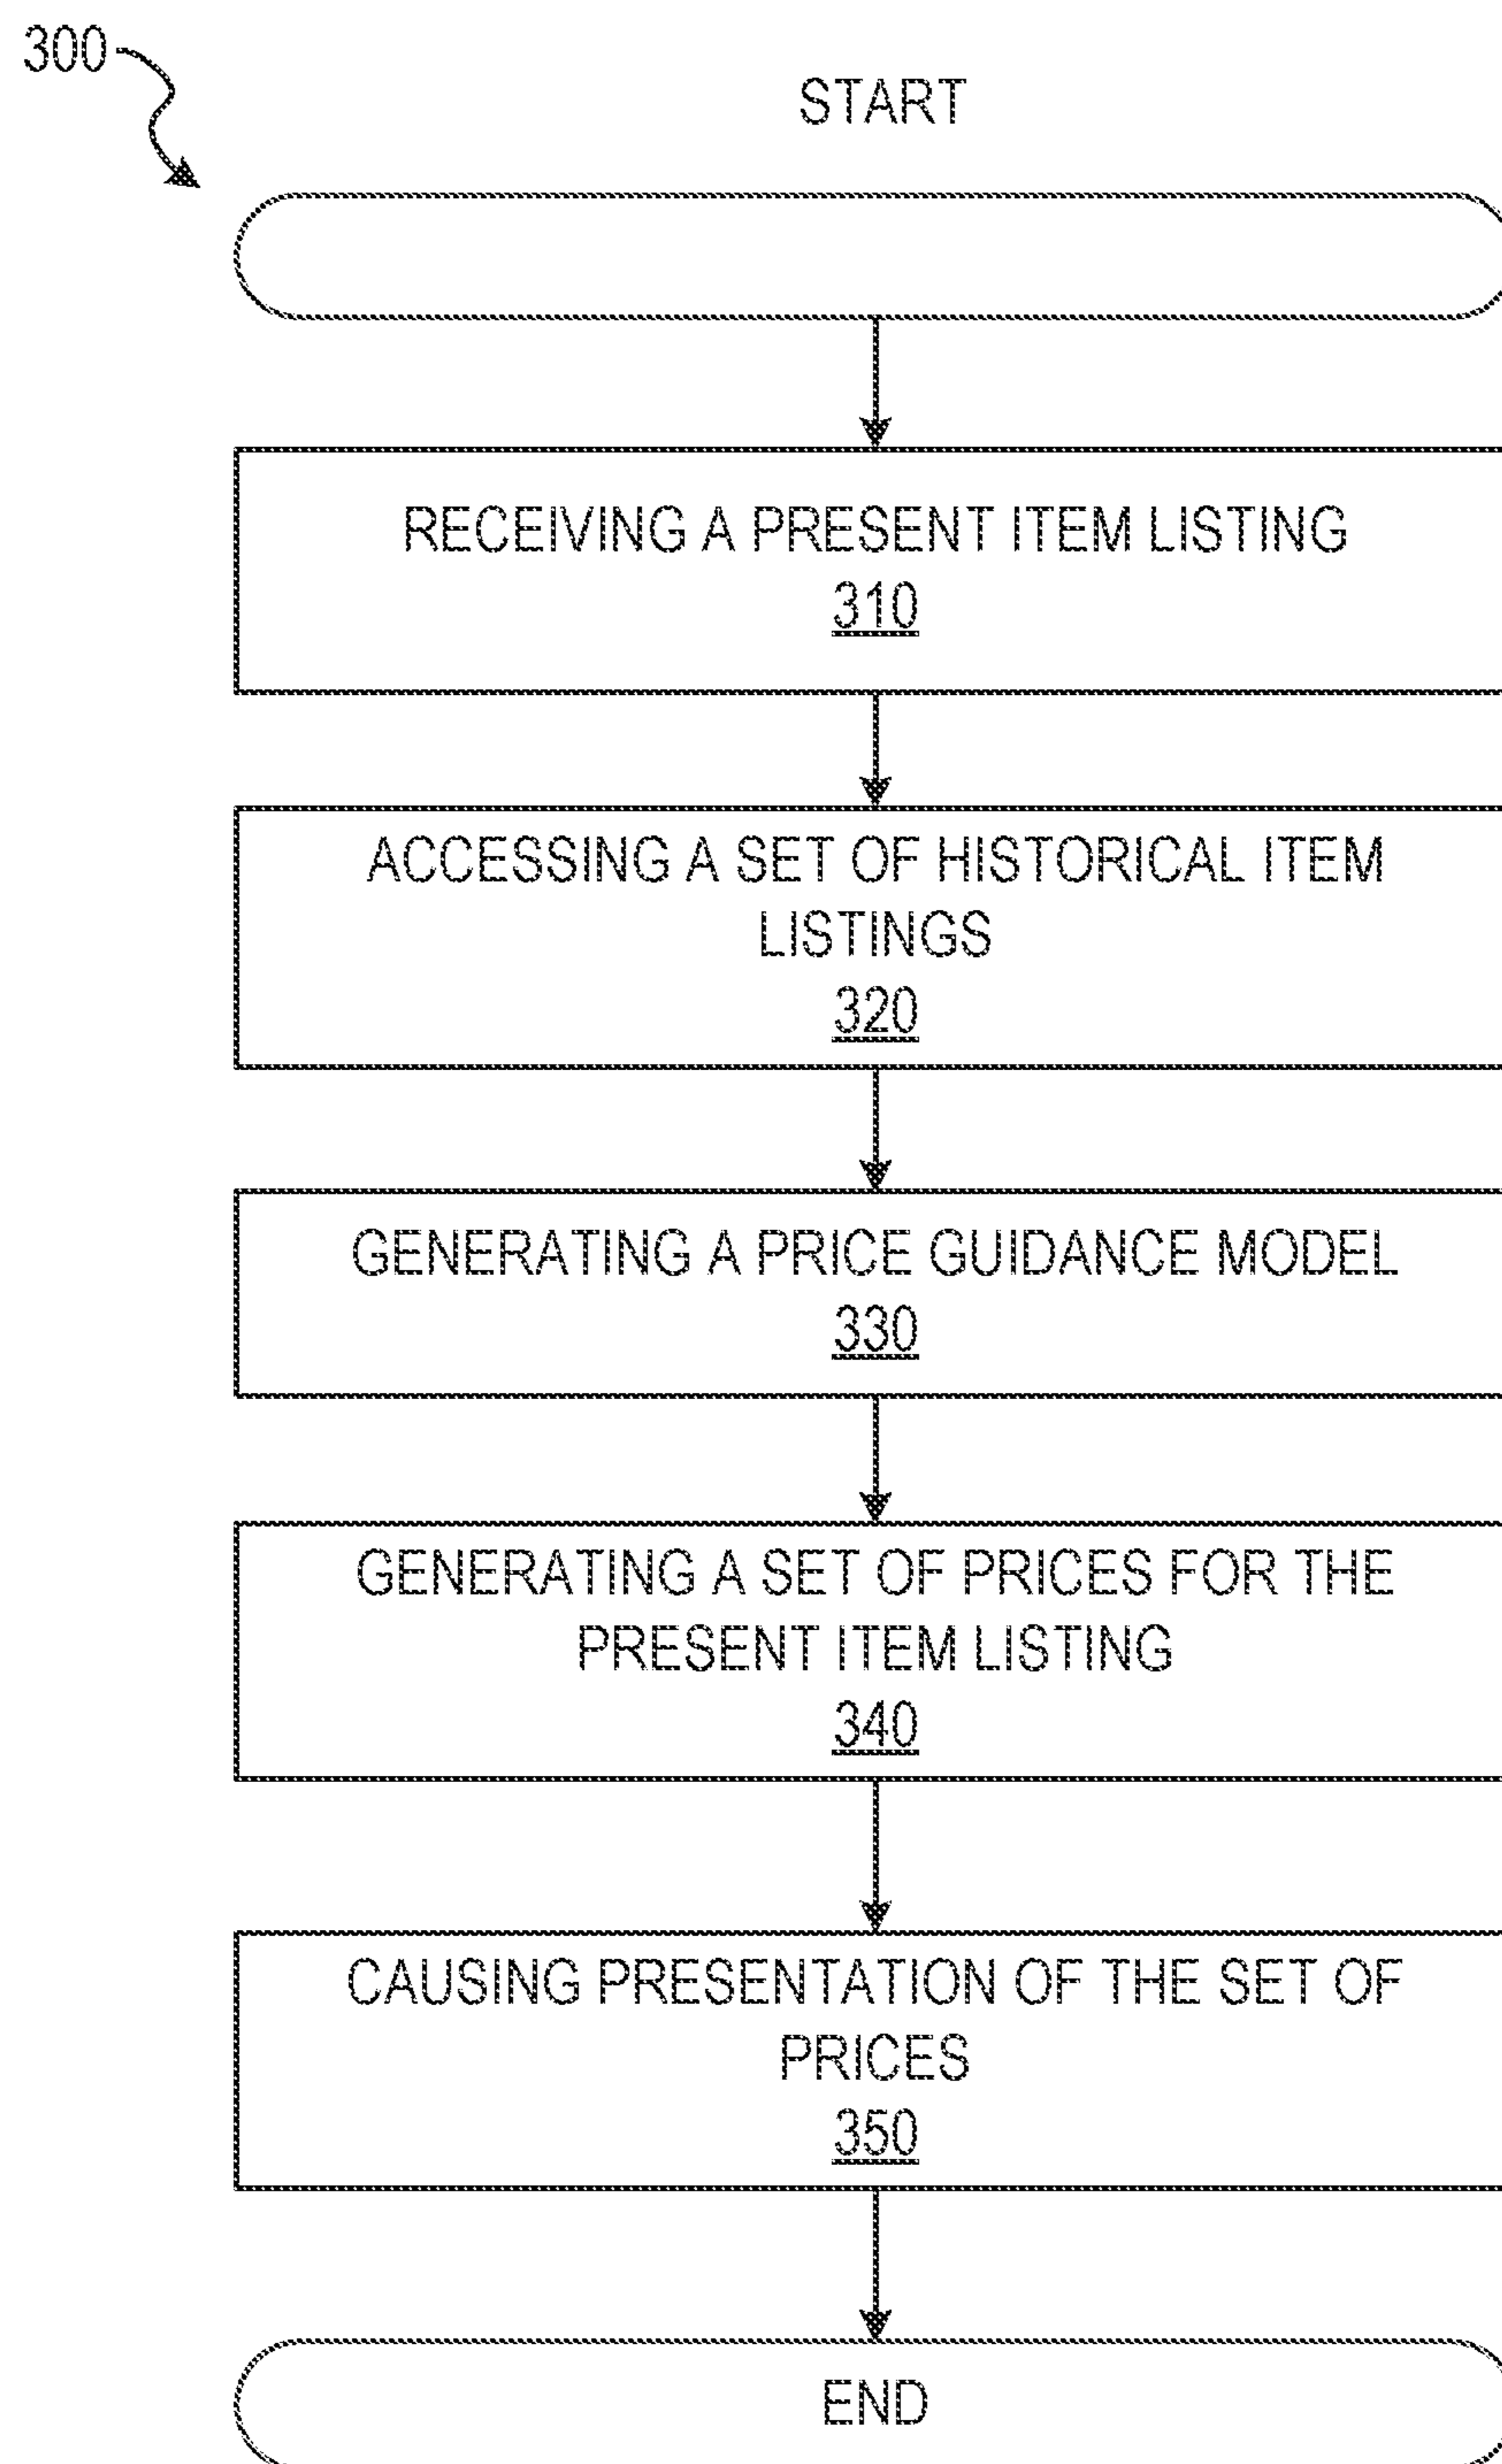 300
START
RECEIVING A PRESENT ITEM LISTING
310
ACCESSING A SET OF HISTORICAL ITEM
LISTINGS
320
GENERATING A PRICE GUIDANCE MODEL
330
GENERATING A SET OF PRICES FOR THE
PRESENT ITEM LISTING
340
CAUSING PRESENTATION OF THE SET OF
PRICES
350
END